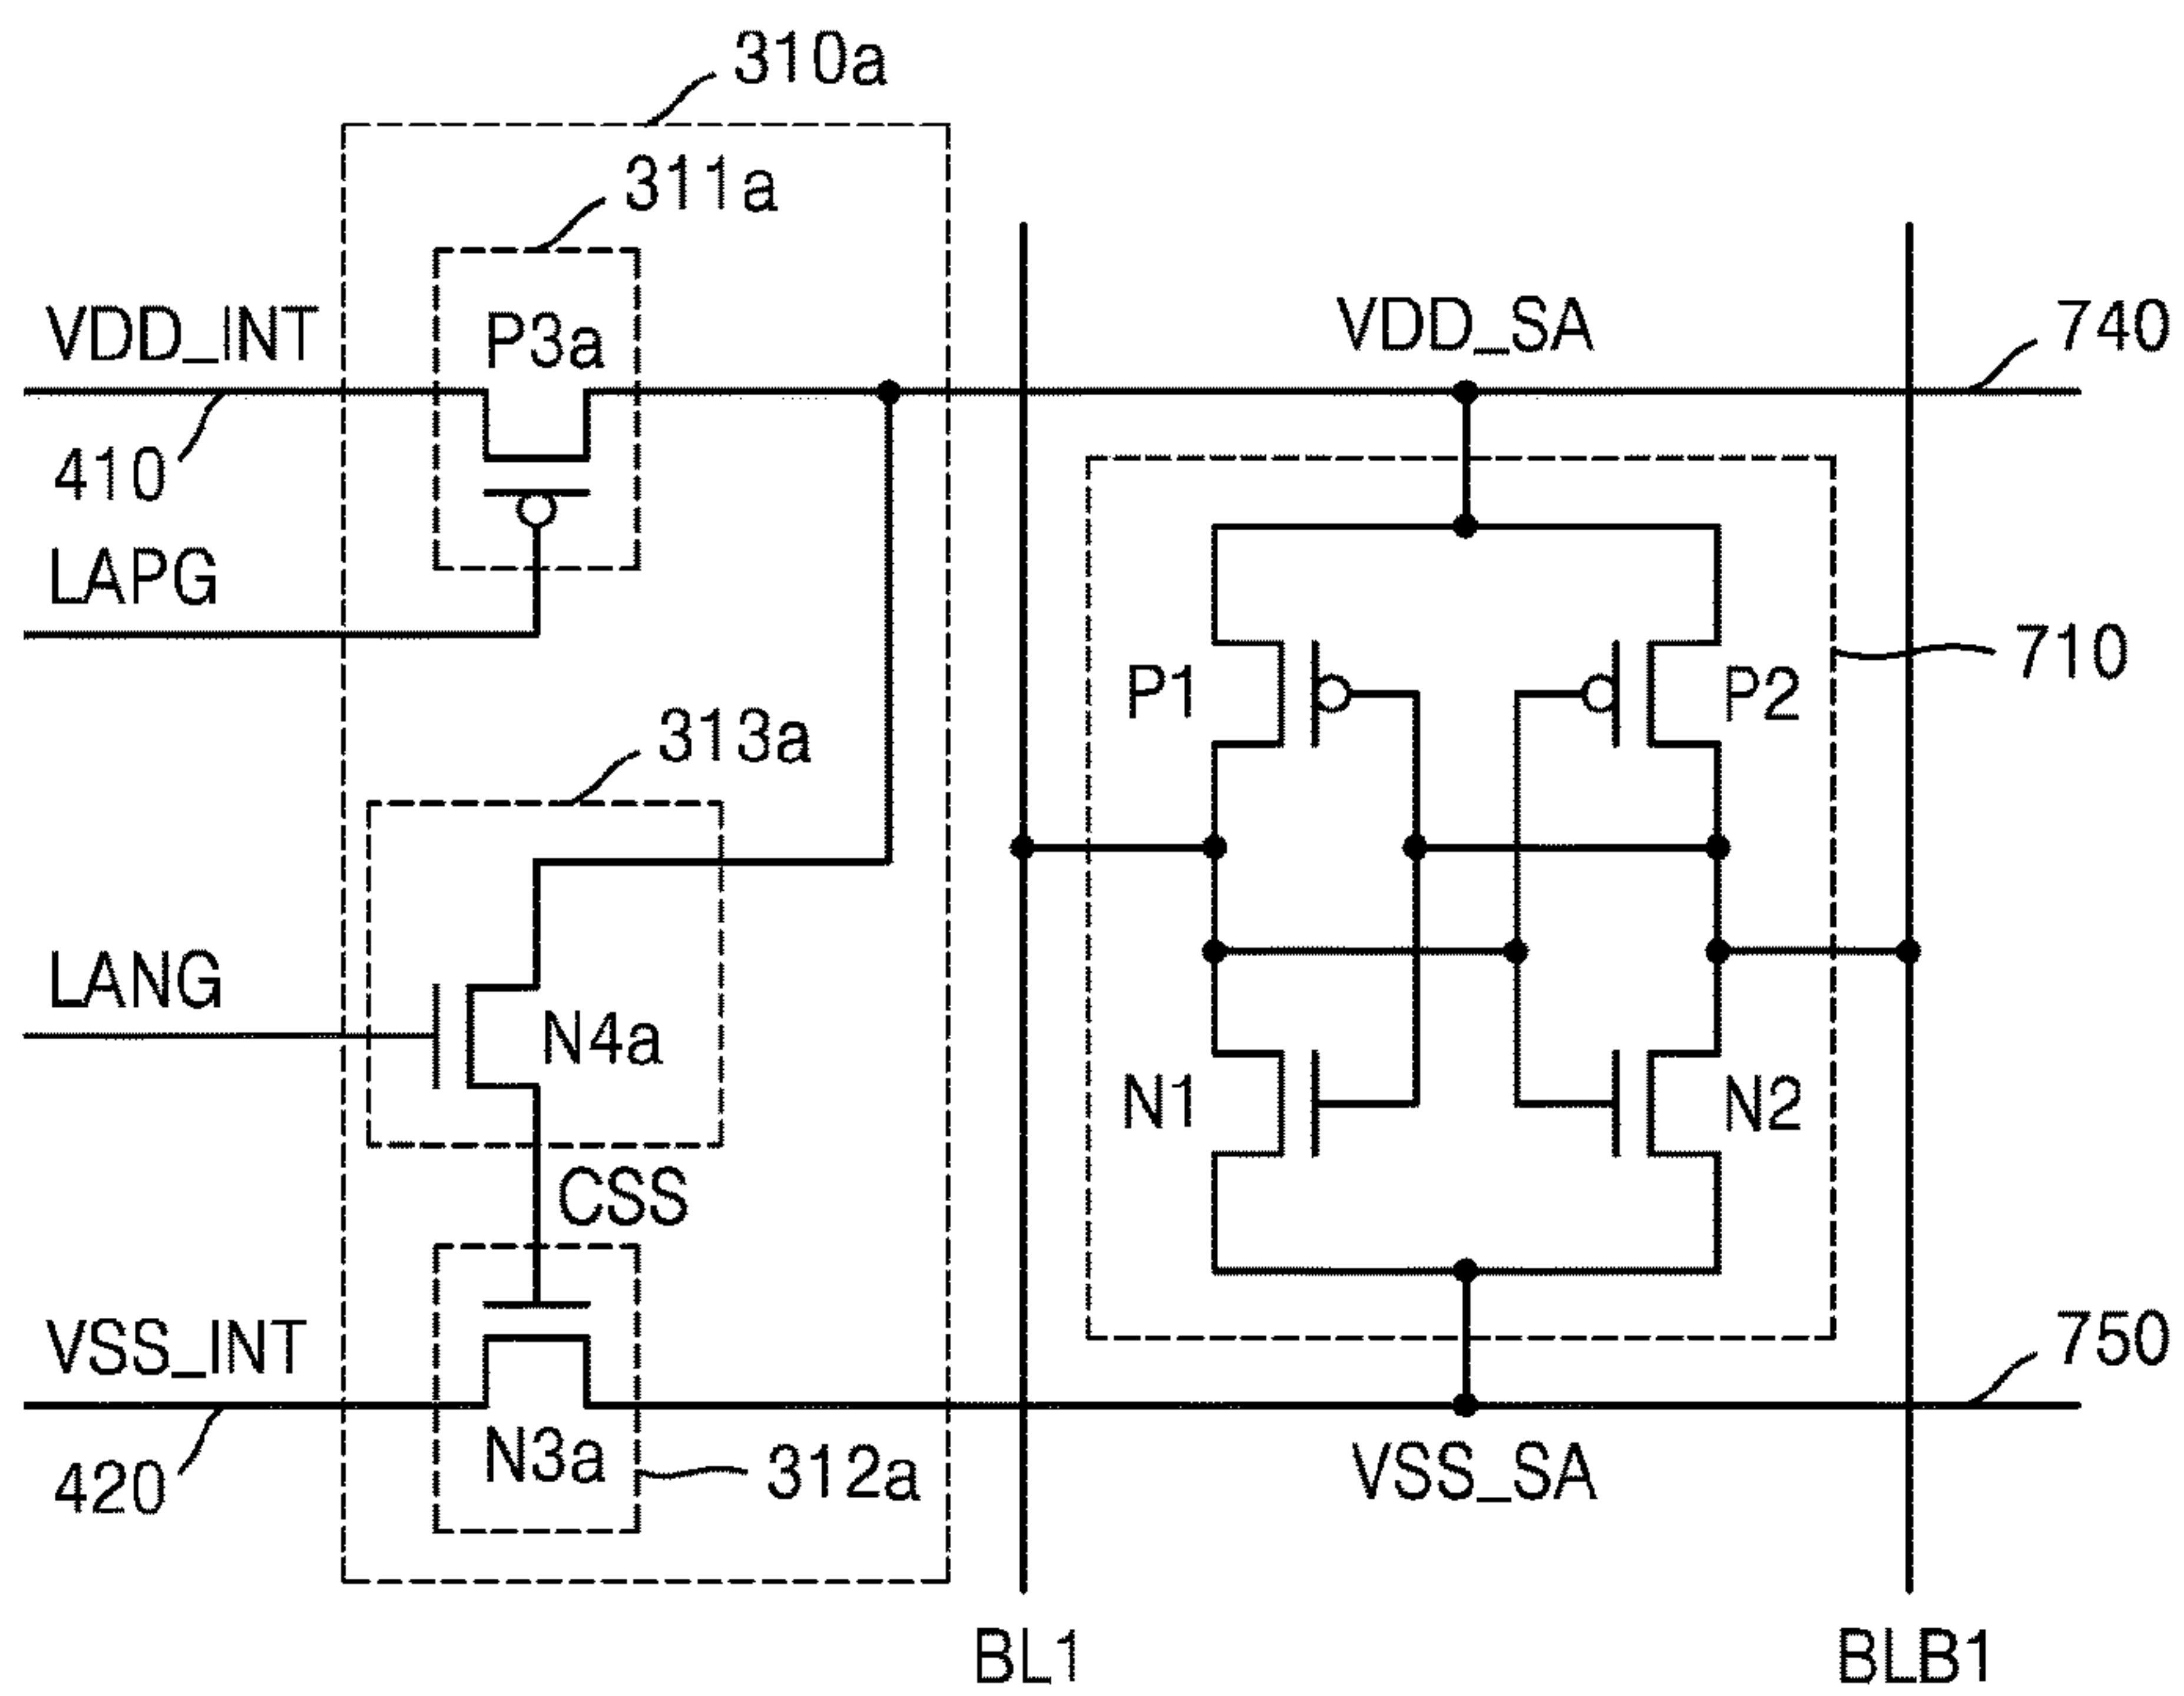 310a
311a
VDD_INT
P3a
VDD_SA
740
410
LAPG
P1
P2
710
313a
LANG
N4a
N1
N2
CSS
VSS_INT
750
420
N3a
312a
VSS_SA
BL1
BLB1